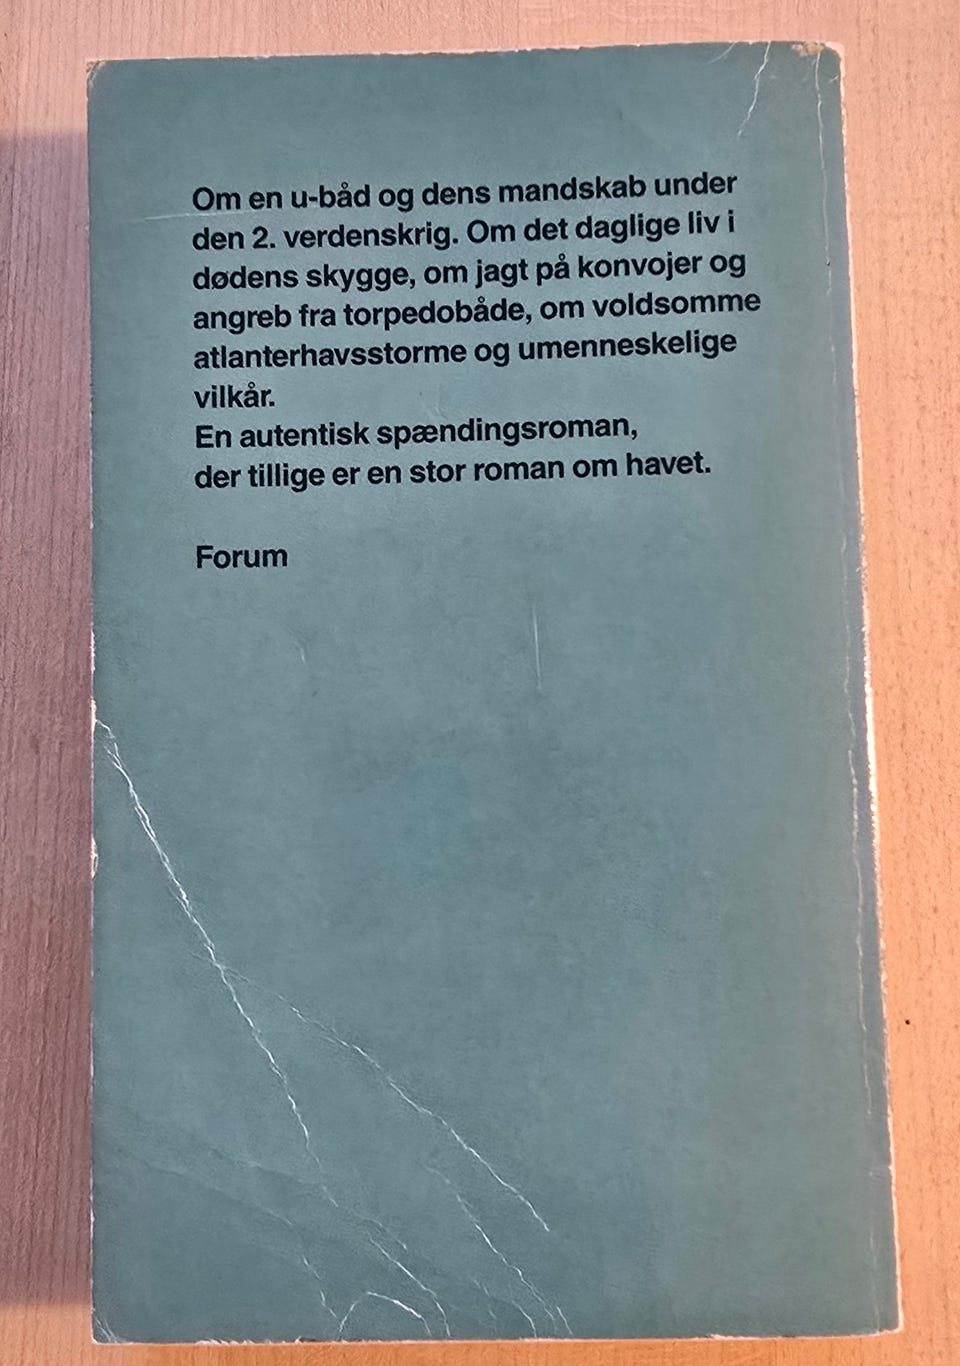 Om en u-båd og dens mandskab under
den 2. verdenskrig. Om det daglige liv i
dødens skygge, om jagt på konvojer og
angreb fra torpedobåde, om voldsomme
atlanterhavsstorme og umenneskelige
vilkår.
En autentisk spændingsroman,
der tillige er en stor roman om havet.
Forum